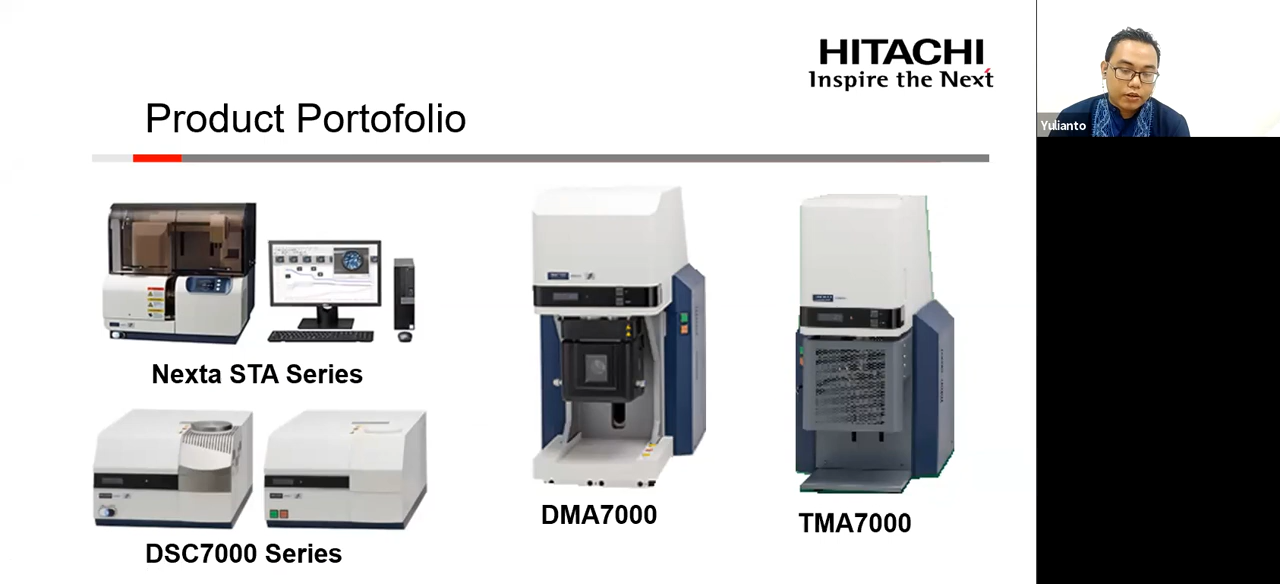 HITACHI
Inspire the Next
Product Portofolio
Yulianto
Nexta STA Series
DSC7000 Series
DMA7000
TMA7000